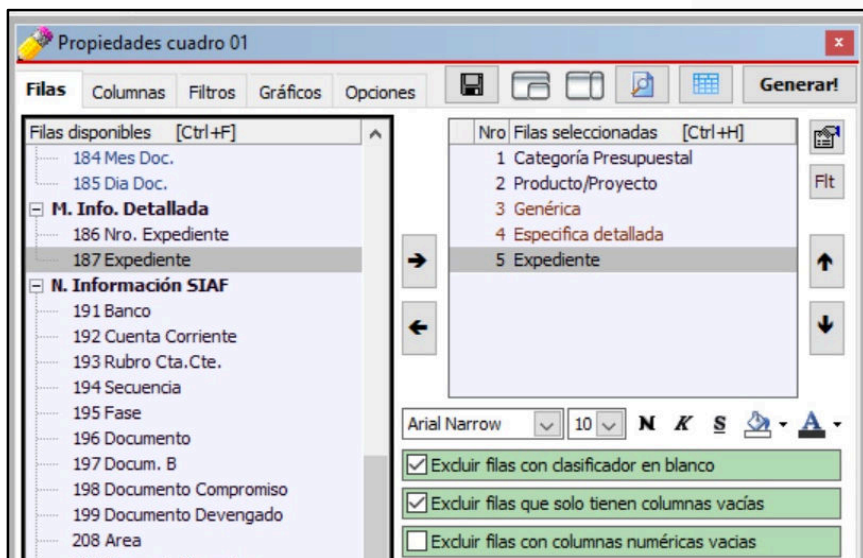 Propiedades cuadro 01
x
Filas Columnas Filtros Gráficos Opciones Generar!
Filas disponibles [Ctrl+F]
184 Mes Doc.
185 Dia Doc.
M. Info. Detallada
186 Nro. Expediente
187 Expediente
N. Información SIAF
191 Banco
192 Cuenta Corriente
193 Rubro Cta.Cte.
194 Secuencia
195 Fase
196 Documento
197 Docum. B
198 Documento Compromiso
199 Documento Devengado
208 Area
Nro Filas seleccionadas [Ctrl+H]
1 Categoría Presupuestal
2 Producto/Proyecto
3 Genérica
4 Especifica detallada
5 Expediente
Flt
Arial Narrow 10 N K S A
Excluir filas con clasificador en blanco
Excluir filas que solo tienen columnas vacías
Excluir filas con columnas numéricas vacias